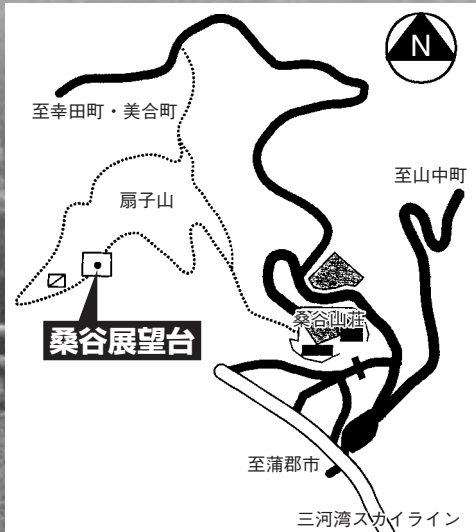 N
至幸田町・美合町
至山中町
扇子山
桑谷展望台
桑谷山荘
至蒲郡市
三河湾スカイライン